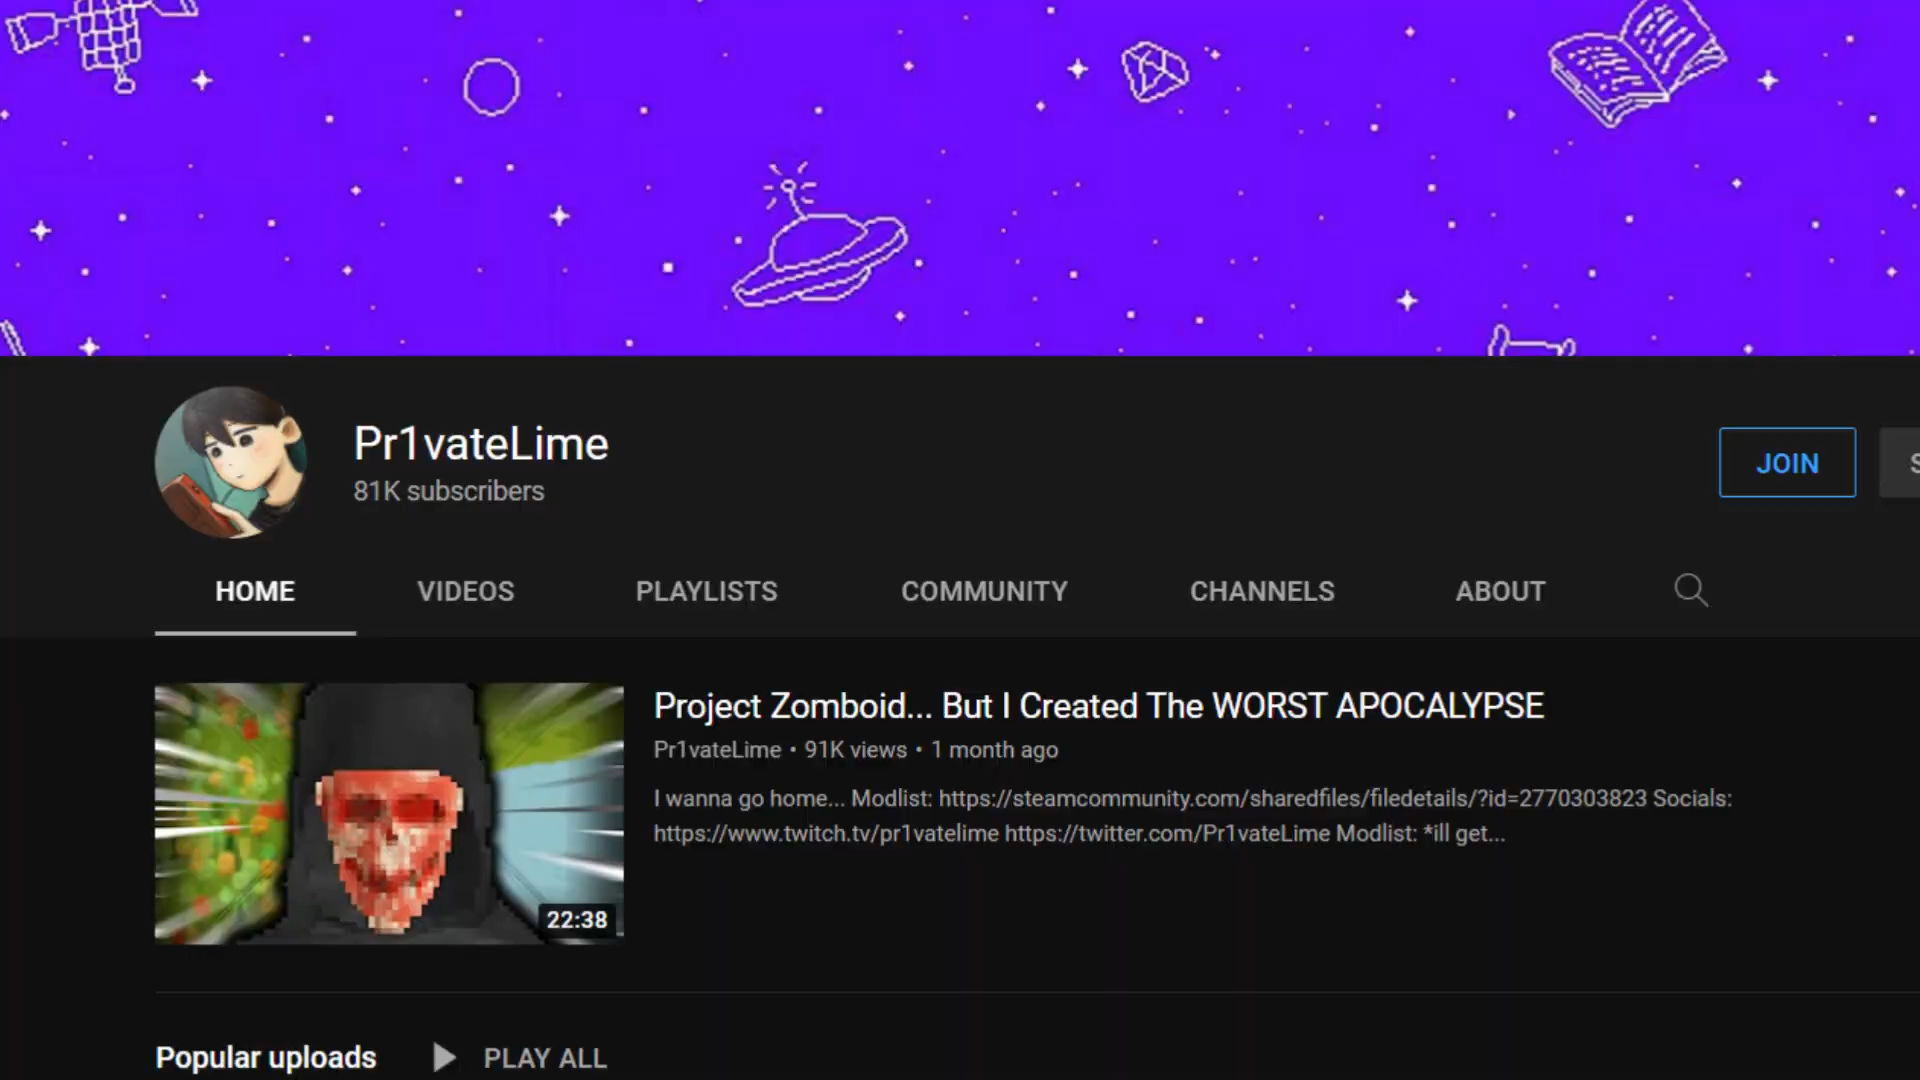 Pr1vateLime
81K subscribers
JOIN
S
HOME
VIDEOS
PLAYLISTS
COMMUNITY
CHANNELS
ABOUT
22:38
Project Zomboid... But I Created The WORST APOCALYPSE
Pr1vateLime • 91K views • 1 month ago
I wanna go home... Modlist: https://steamcommunity.com/sharedfiles/filedetails/?id=2770303823 Socials:
https://www.twitch.tv/pr1vatelime https://twitter.com/Pr1vateLime Modlist: *ill get...
Popular uploads
PLAY ALL